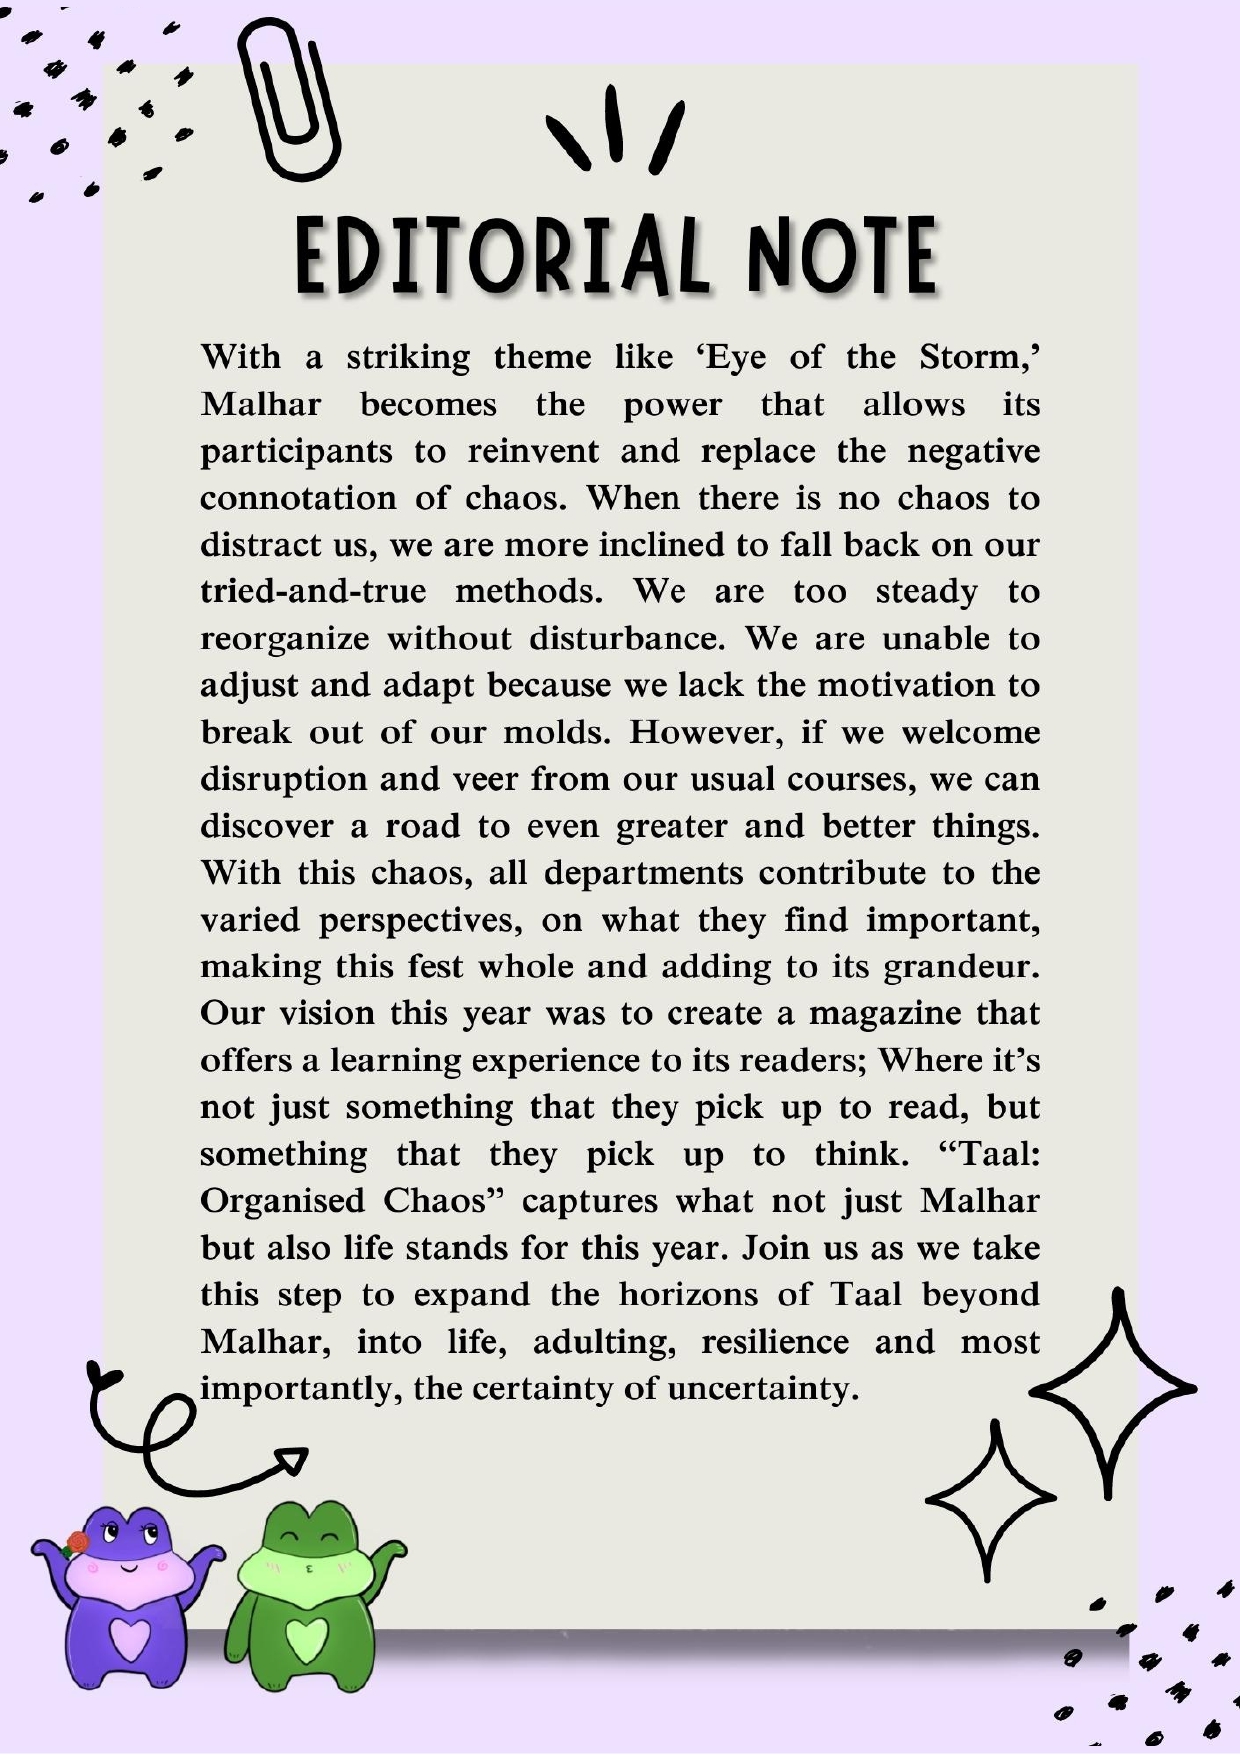 EDITORIAL NOTE
With a striking theme like ‘Eye of the Storm,’
Malhar becomes the power that allows its
participants to reinvent and replace the negative
connotation of chaos. When there is no chaos to
distract us, we are more inclined to fall back on our
tried-and-true methods. We are too steady to
reorganize without disturbance. We are unable to
adjust and adapt because we lack the motivation to
break out of our molds. However, if we welcome
disruption and veer from our usual courses, we can
discover a road to even greater and better things.
With this chaos, all departments contribute to the
varied perspectives, on what they find important,
making this fest whole and adding to its grandeur.
Our vision this year was to create a magazine that
offers a learning experience to its readers; Where it’s
not just something that they pick up to read, but
something that they pick up to think. “Taal:
Organised Chaos” captures what not just Malhar
but also life stands for this year. Join us as we take
this step to expand the horizons of Taal beyond
Malhar, into life, adulting, resilience and most
importantly, the certainty of uncertainty.